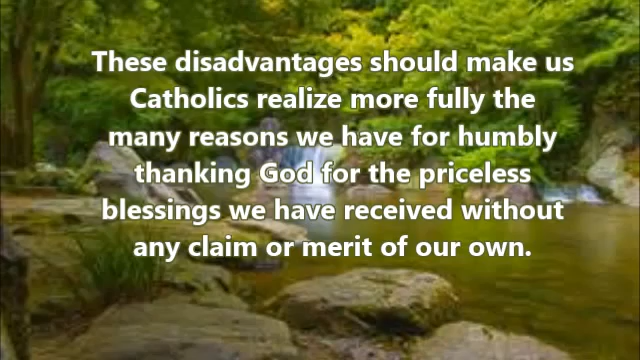 These disadvantages should make us
Catholics realize more fully the
many reasons we have for humbly
thanking God for the priceless
blessings we have received without
any claim or merit of our own.